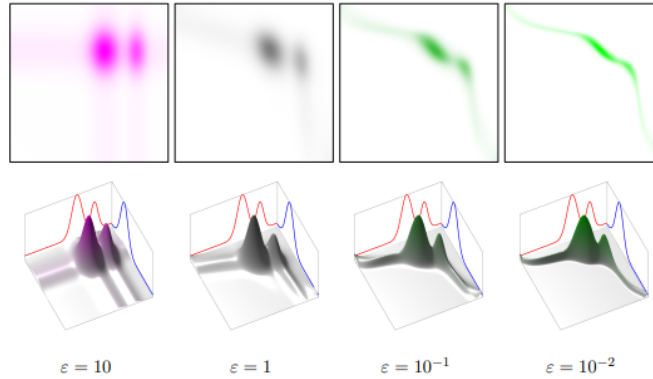 ε = 10 ε = 1 ε = 10⁻¹ ε = 10⁻²